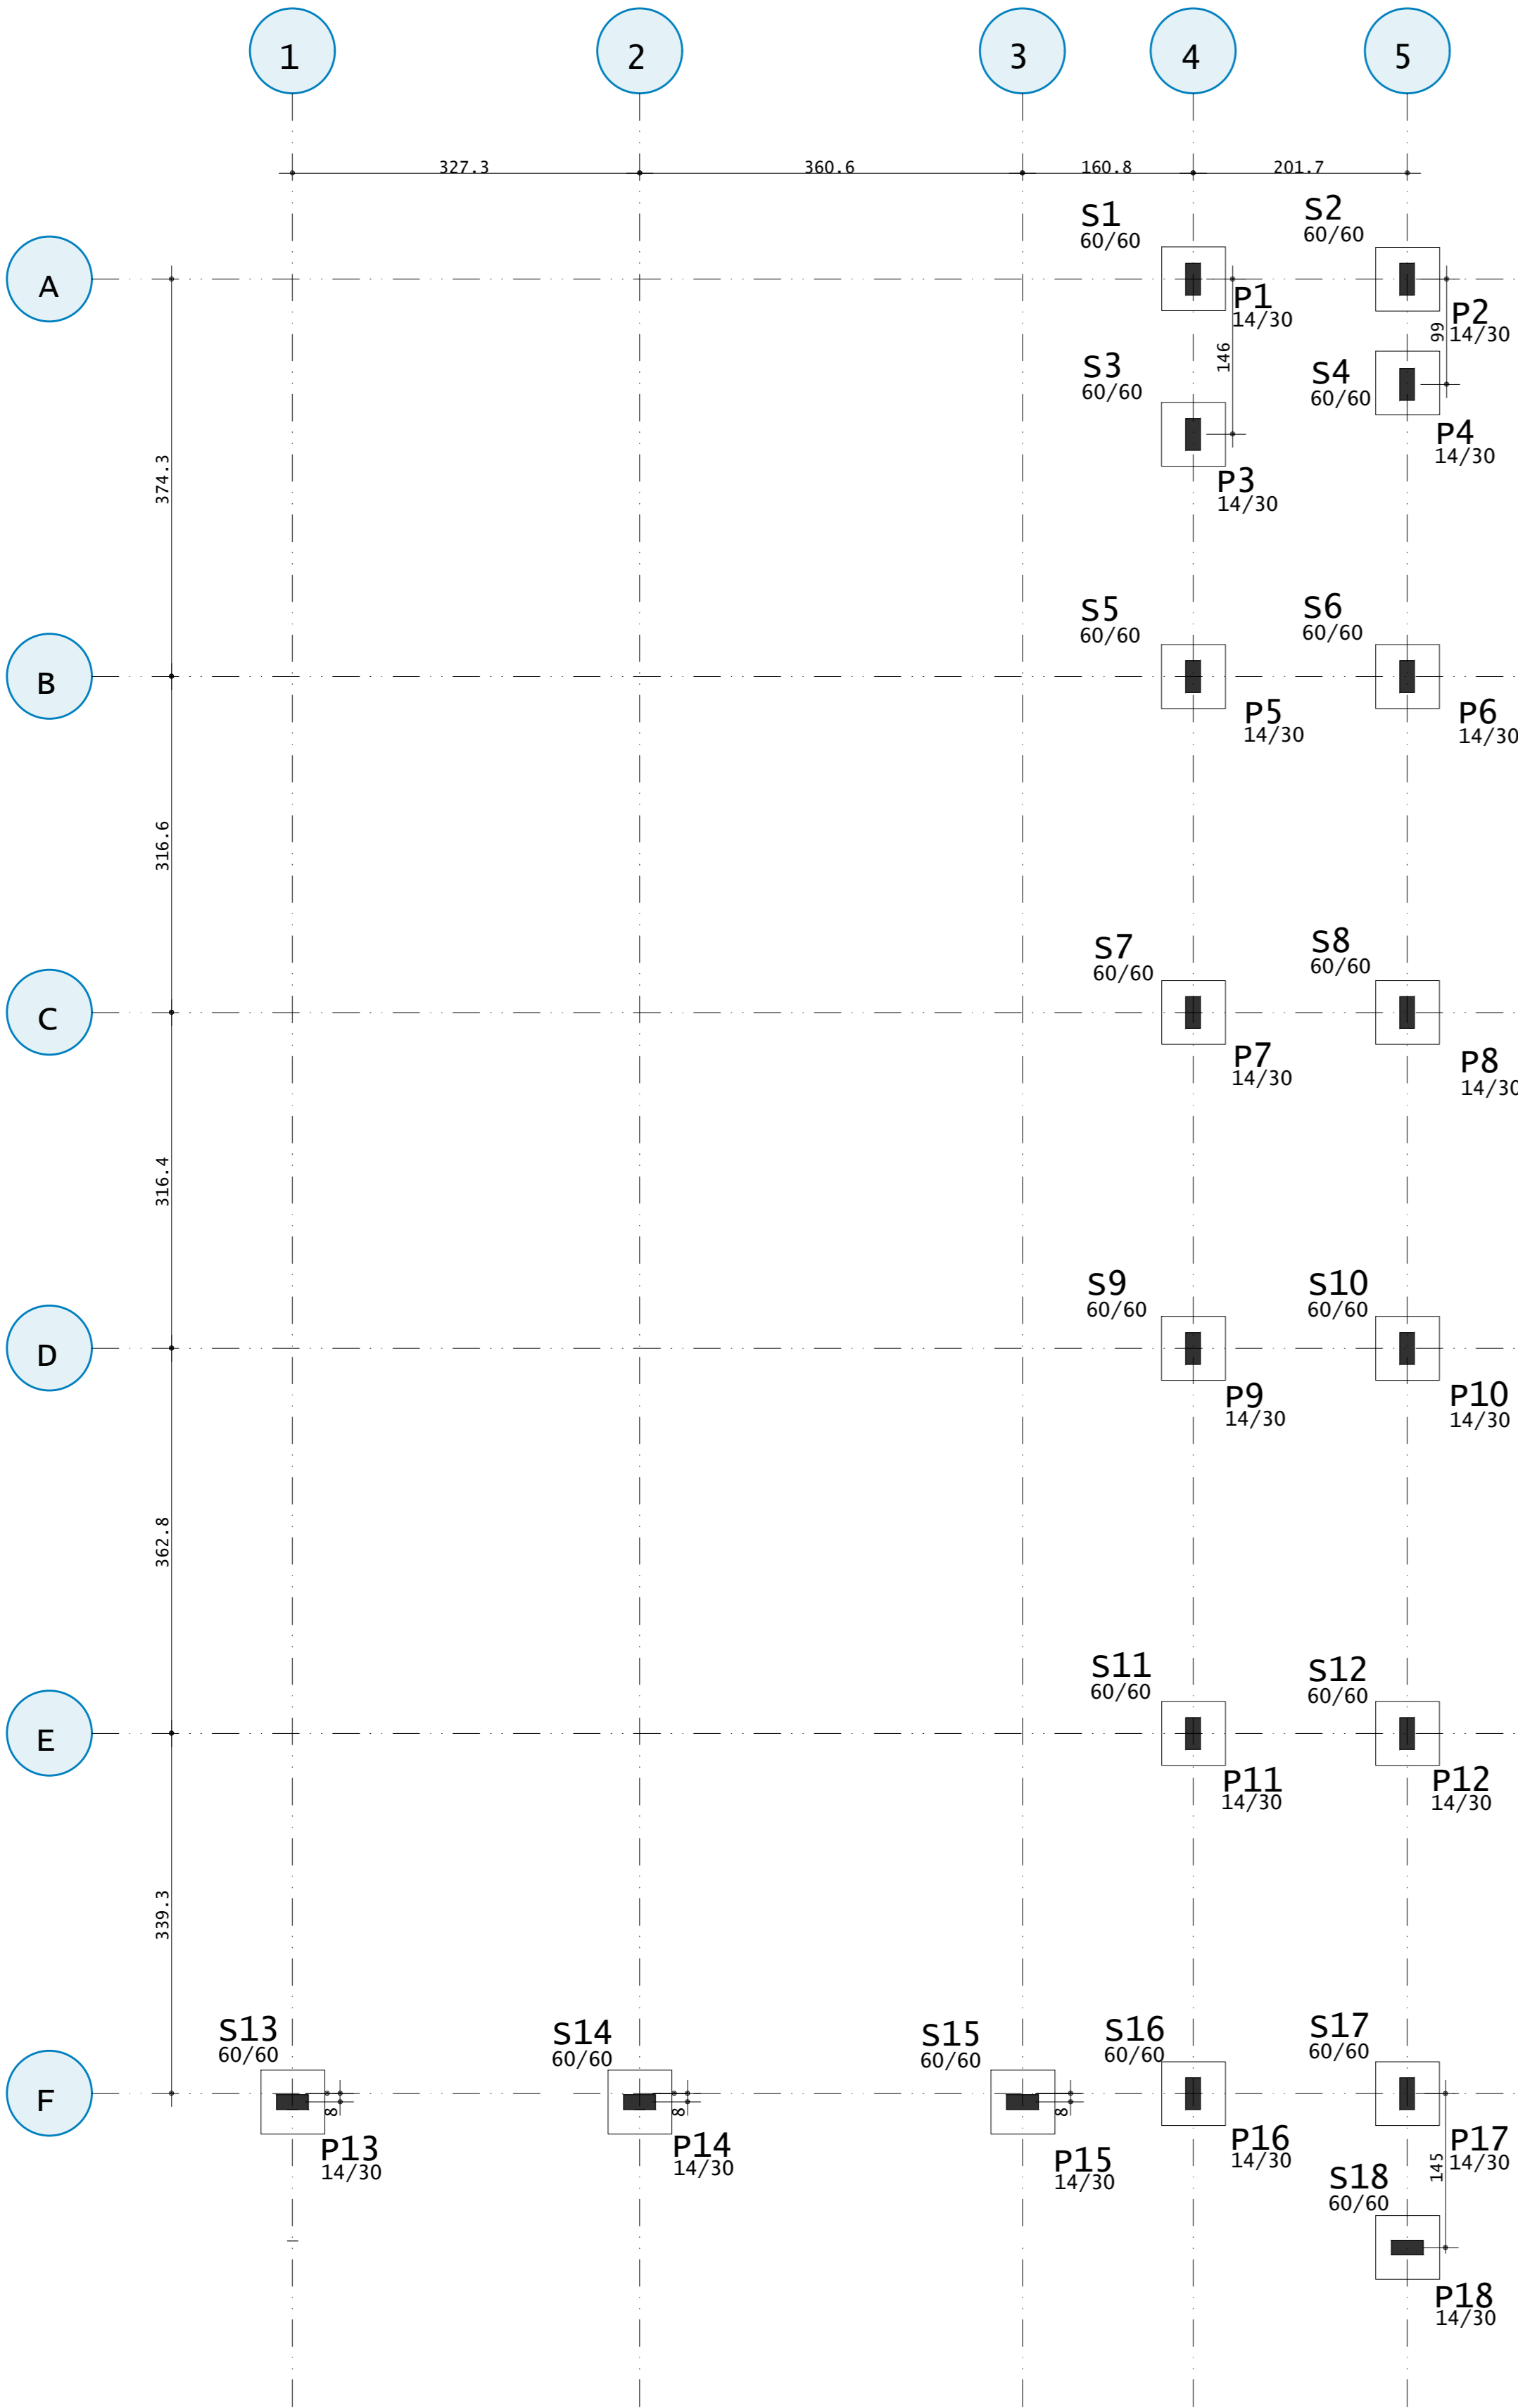 1
2
3
4
5
327.3
360.6
160.8
201.7
S1
60/60
S2
60/60
A
P1
14/30
P2
14/30
146
99
S3
60/60
S4
60/60
P3
14/30
P4
14/30
374.3
S5
60/60
S6
60/60
B
P5
14/30
P6
14/30
316.6
S7
60/60
S8
60/60
C
P7
14/30
P8
14/30
316.4
S9
60/60
S10
60/60
D
P9
14/30
P10
14/30
362.8
S11
60/60
S12
60/60
E
P11
14/30
P12
14/30
339.3
S13
60/60
S14
60/60
S15
60/60
S16
60/60
S17
60/60
F
8
8
8
P13
14/30
P14
14/30
P15
14/30
P16
14/30
P17
14/30
145
S18
60/60
P18
14/30